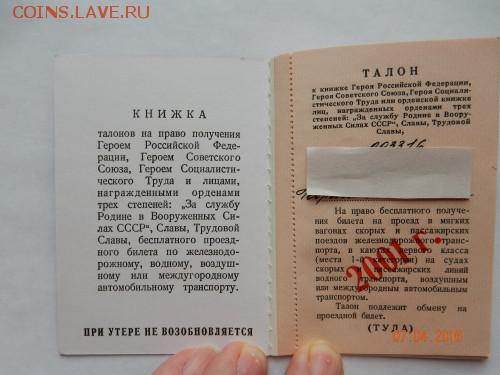 COINS.LAVE.RU
КНИЖКА
талонов на право получения
Героем Российской Феде-
рации, Героем Советского
Союза, Героем Социалисти-
ческого Труда и лицами,
награжденными орденами
трех степеней: „За службу
Родине в Вооруженных Си-
лах СССР", Славы, Трудовой
Славы, бесплатного проезд-
ного билета по железнодо-
рожному, водному, воздуш-
ному или междугородному
автомобильному транспорту.
ПРИ УТЕРЕ НЕ ВОЗОБНОВЛЯЕТСЯ
ТАЛОН
к книжке Героя Российской Федерации,
Героя Советского Союза, Героя Социали-
стического Труда или орденской книжке
лиц, награжденных орденами трех
степеней: „За службу Родине в Воору-
женных Силах СССР", Славы, Трудовой
Славы,
На право бесплатного получе-
ния билета на проезд в мягких
вагонах скорых и пассажирских
поездов железнодорожного транс-
порта, в каютах первого класса
(места 1-й категории) на судах
скорых и пассажирских линий
водного транспорта, воздушным
или междугородным автомобильным
транспортом.
Талон подлежит обмену на
проездной билет.
(ТУЛА)
2001 г.
07 04 2016